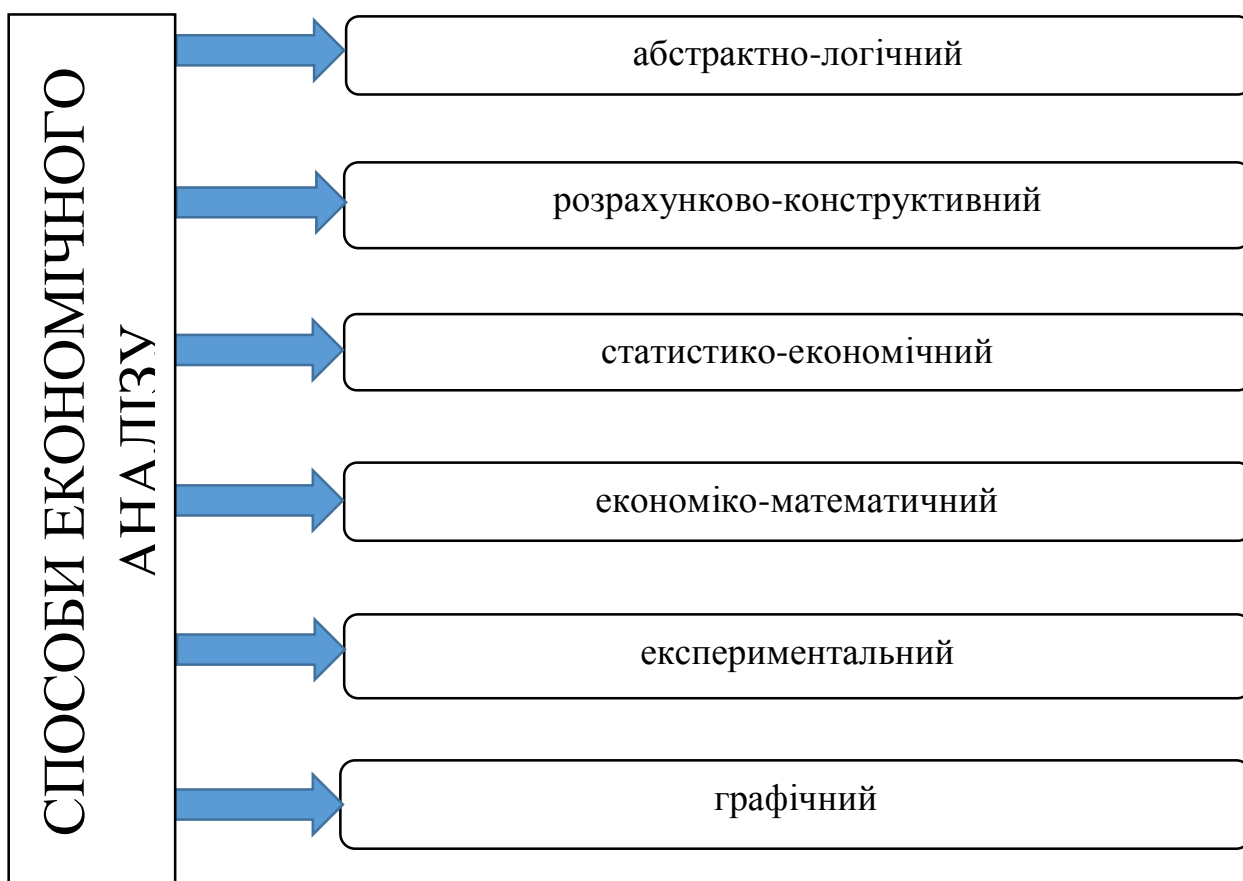 СПОСОБИ ЕКОНОМІЧНОГО
АНАЛІЗУ
абстрактно-логічний
розрахунково-конструктивний
статистико-економічний
економіко-математичний
експериментальний
графічний